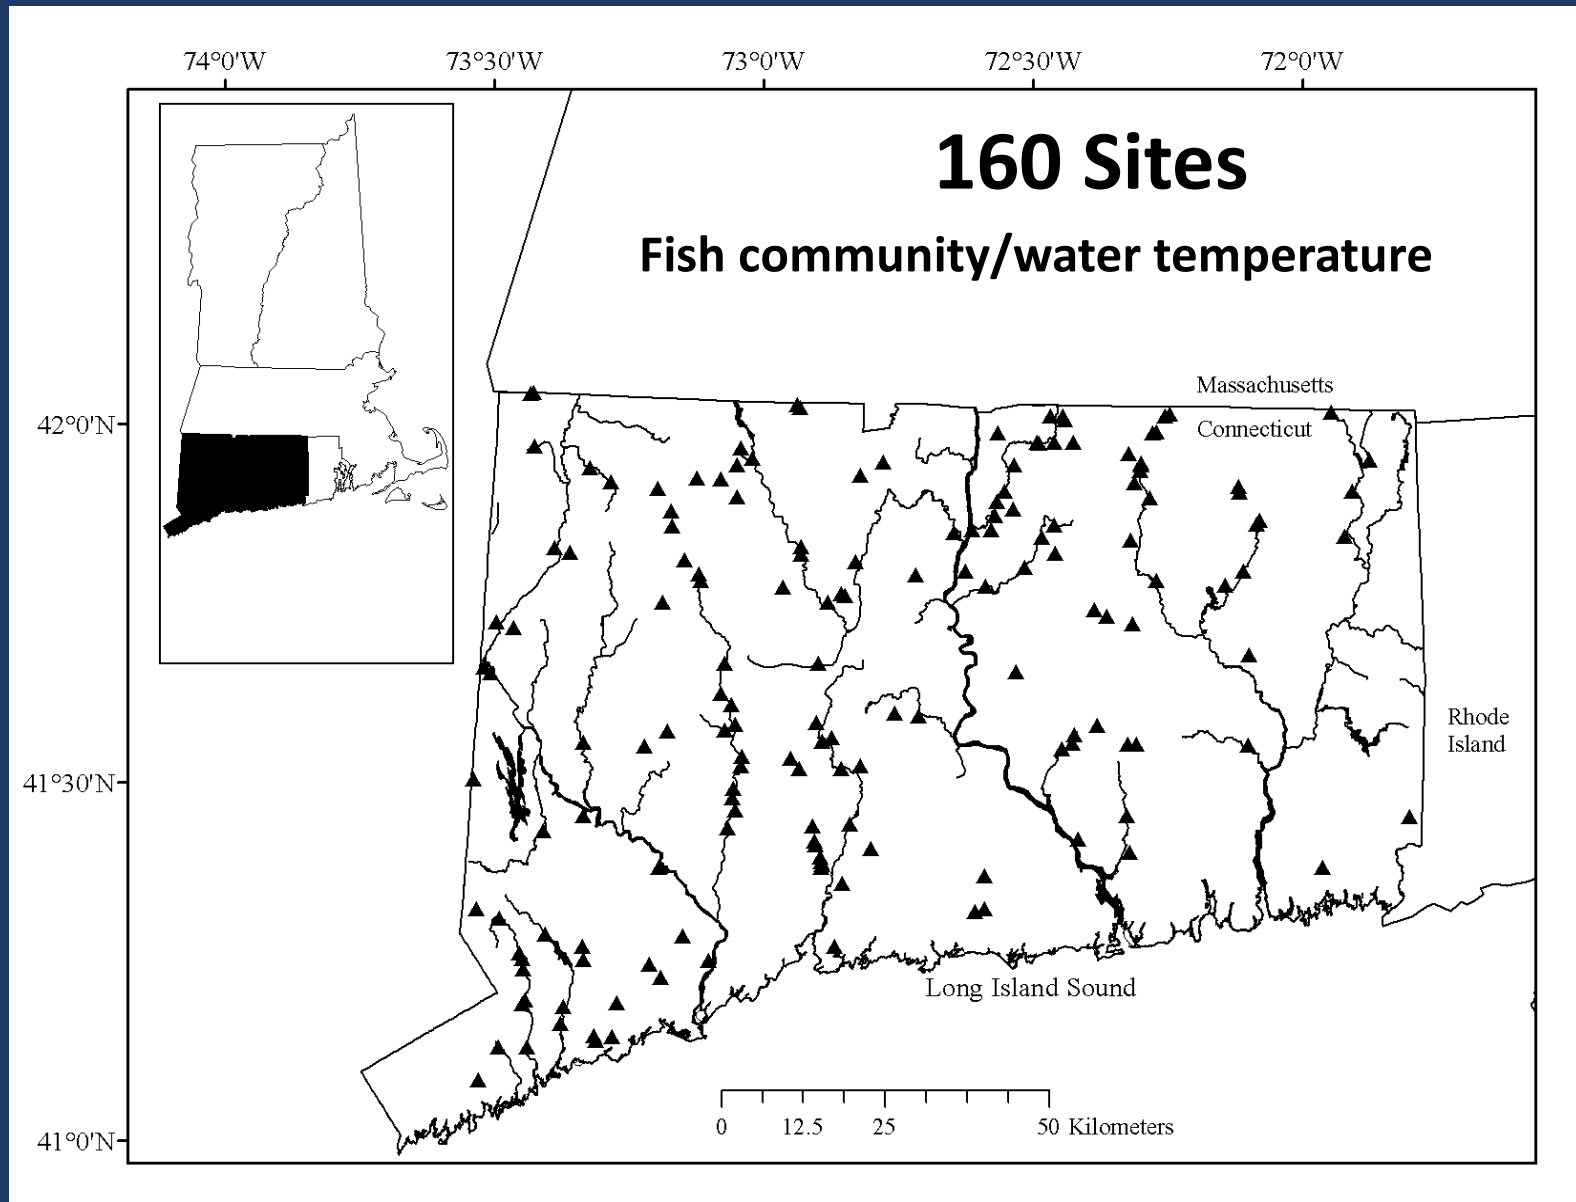 74°0'W 73°30'W 73°0'W 72°30'W 72°0'W
160 Sites
Fish community/water temperature
Massachusetts
42°0'N
Connecticut
Rhode
Island
41°30'N
Long Island Sound
0 12.5 25 50 Kilometers
41°0'N